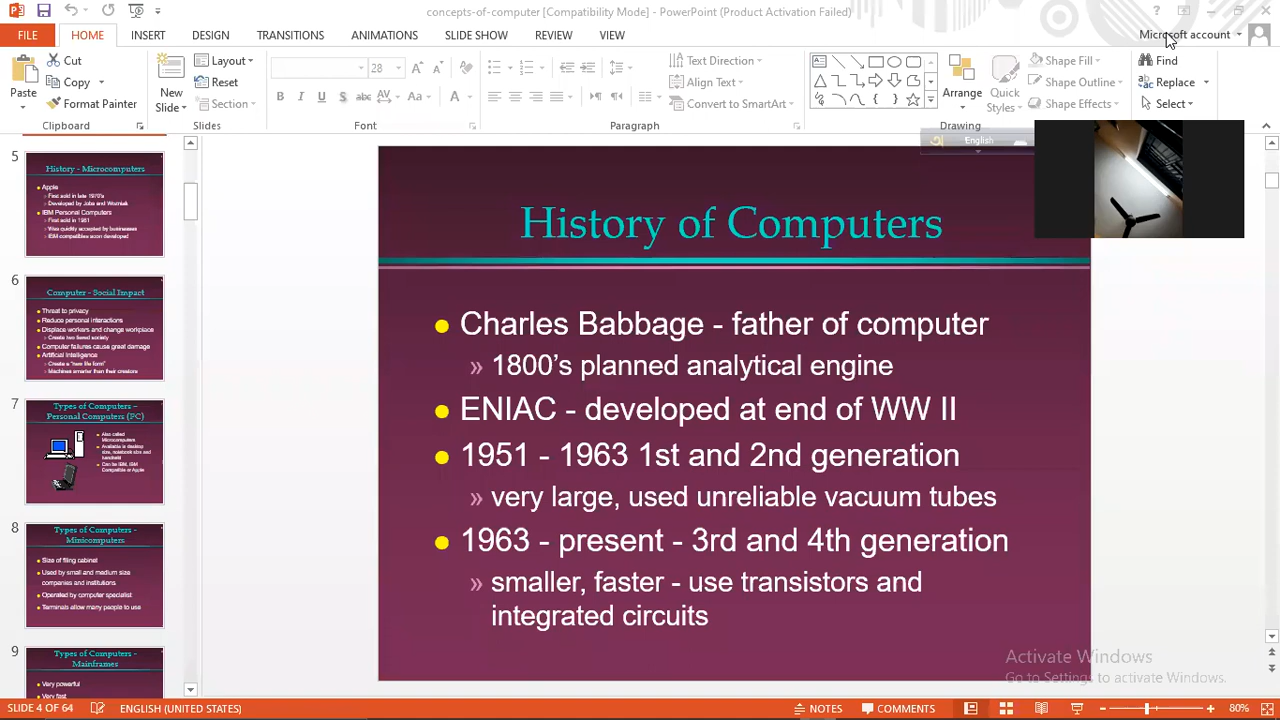 concepts-of-computer [Compatibility Mode] - PowerPoint (Product Activation Failed)
FILE HOME INSERT DESIGN TRANSITIONS ANIMATIONS SLIDE SHOW REVIEW VIEW Microsoft account
Paste
Cut
Copy
Format Painter
Clipboard
New
Slide
Layout
Reset
Section
Slides
28
Font
Text Direction
Align Text
Convert to SmartArt
Paragraph
Arrange
Quick
Styles
Shape Fill
Shape Outline
Shape Effects
Drawing
Find
Replace
Select
English
5
History - Microcomputers
Apple
First sold in late 1970's
Developed by Jobs and Wozniak
IBM Personal Computers
First sold in 1981
Was quickly accepted by businesses
IBM compatibles soon developed
6
Computer - Social Impact
Threat to privacy
Reduce personal interactions
Displace workers and change workplace
Create two tiered society
Computer failures cause great damage
Artificial Intelligence
Create a "new life form"
Machines smarter than their creators
7
Types of Computers –
Personal Computers (PC)
Also called
Microcomputers
Available in desktop
size, notebook size and
handheld
Can be IBM, IBM
Compatible or Apple
8
Types of Computers -
Minicomputers
Size of filing cabinet
Used by small and medium size
companies and institutions.
Operated by computer specialist
Terminals allow many people to use
9
Types of Computers -
Mainframes
Very powerful
Very fast
History of Computers
Charles Babbage - father of computer
» 1800's planned analytical engine
ENIAC - developed at end of WW II
1951 - 1963 1st and 2nd generation
» very large, used unreliable vacuum tubes
1963 - present - 3rd and 4th generation
» smaller, faster - use transistors and
integrated circuits
Activate Windows
Go to Settings to activate Windows.
SLIDE 4 OF 64 ENGLISH (UNITED STATES) NOTES COMMENTS 80%